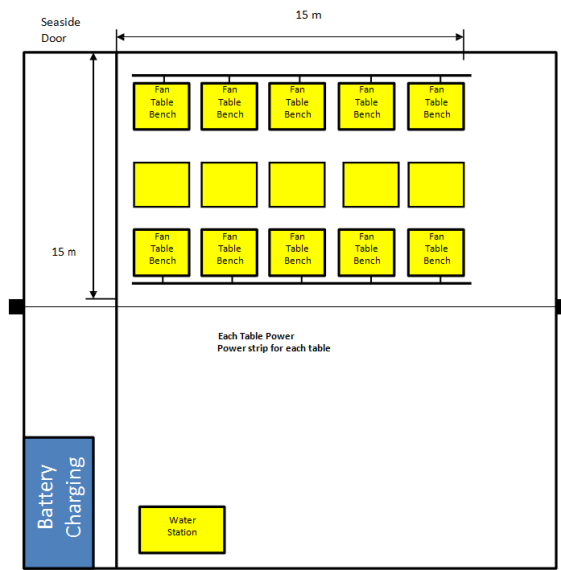 Seaside
Door
15 m
Fan
Table
Bench
Fan
Table
Bench
Fan
Table
Bench
Fan
Table
Bench
Fan
Table
Bench
Fan
Table
Bench
Fan
Table
Bench
Fan
Table
Bench
Fan
Table
Bench
Fan
Table
Bench
15 m
Each Table Power
Power strip for each table
Battery
Charging
Water
Station